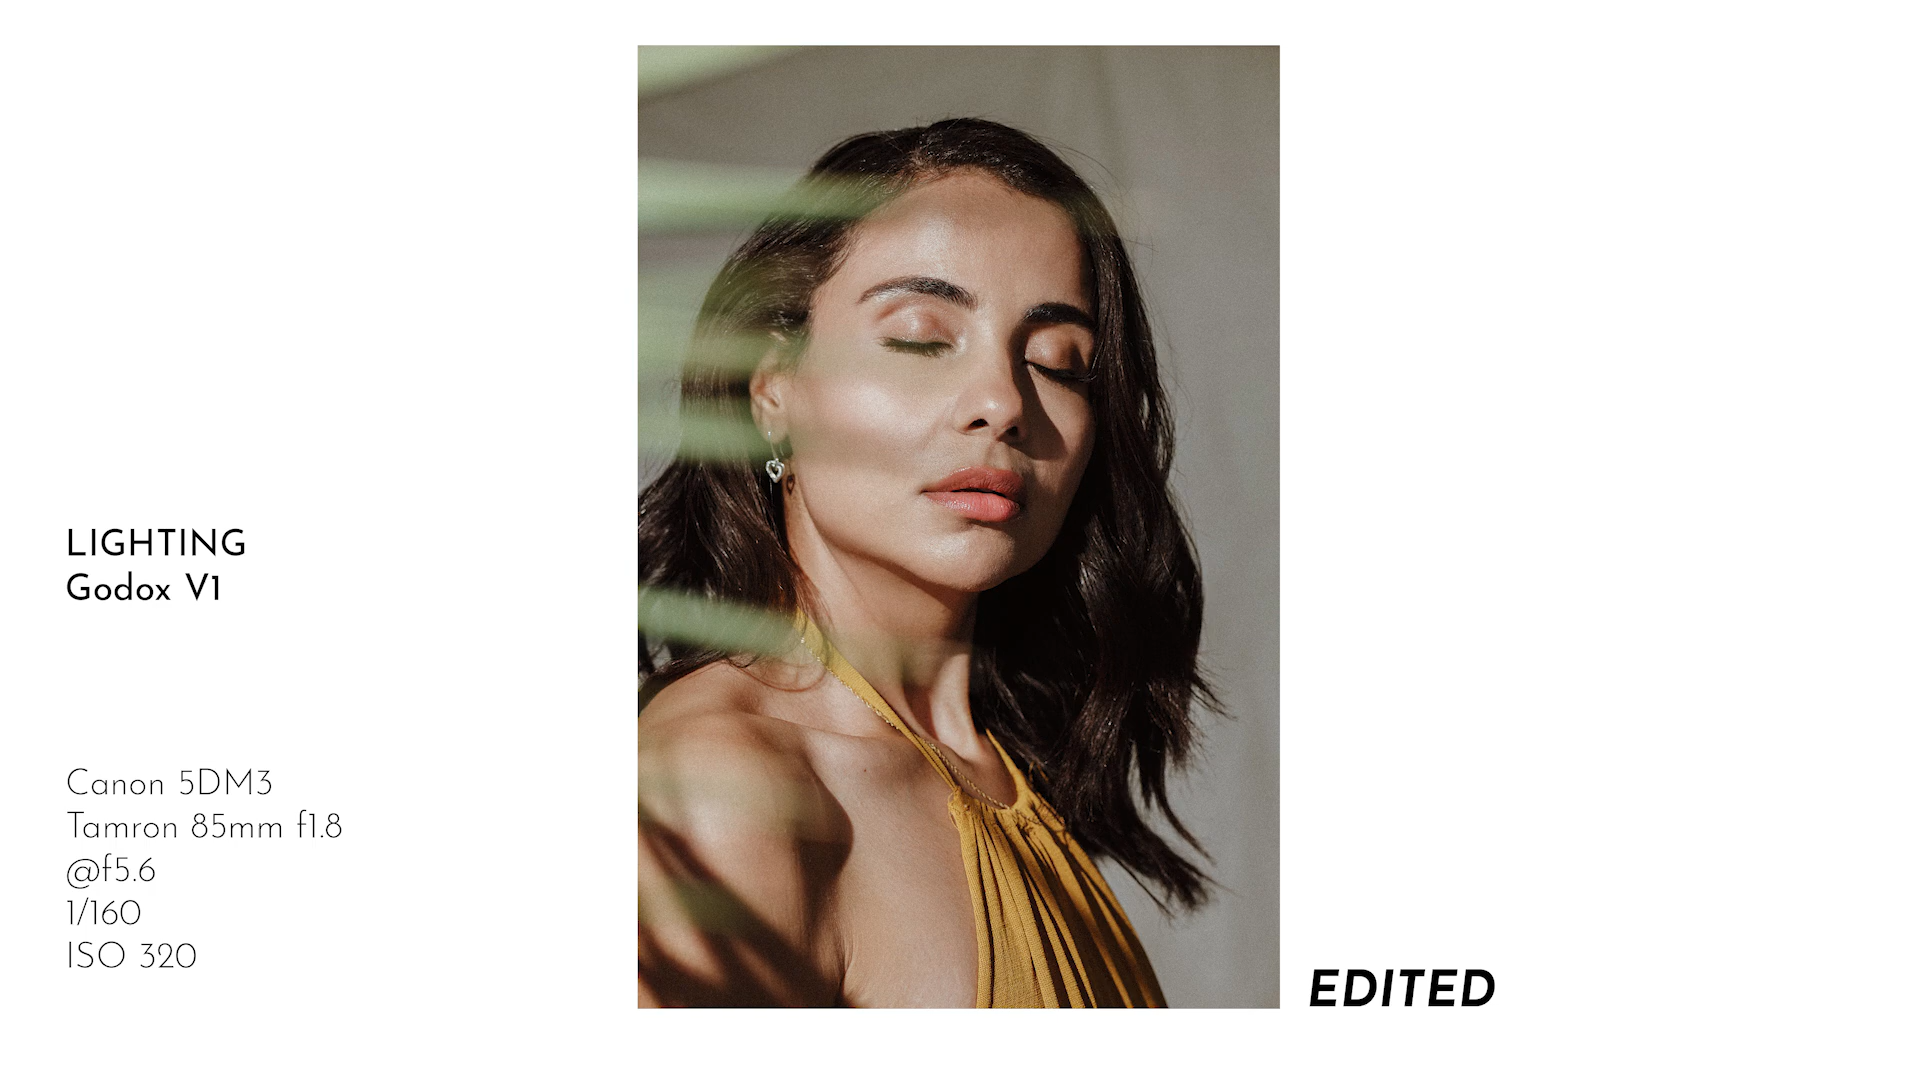 LIGHTING
Godox V1
Canon 5DM3
Tamron 85mm f1.8
@f5.6
1/160
ISO 320
EDITED